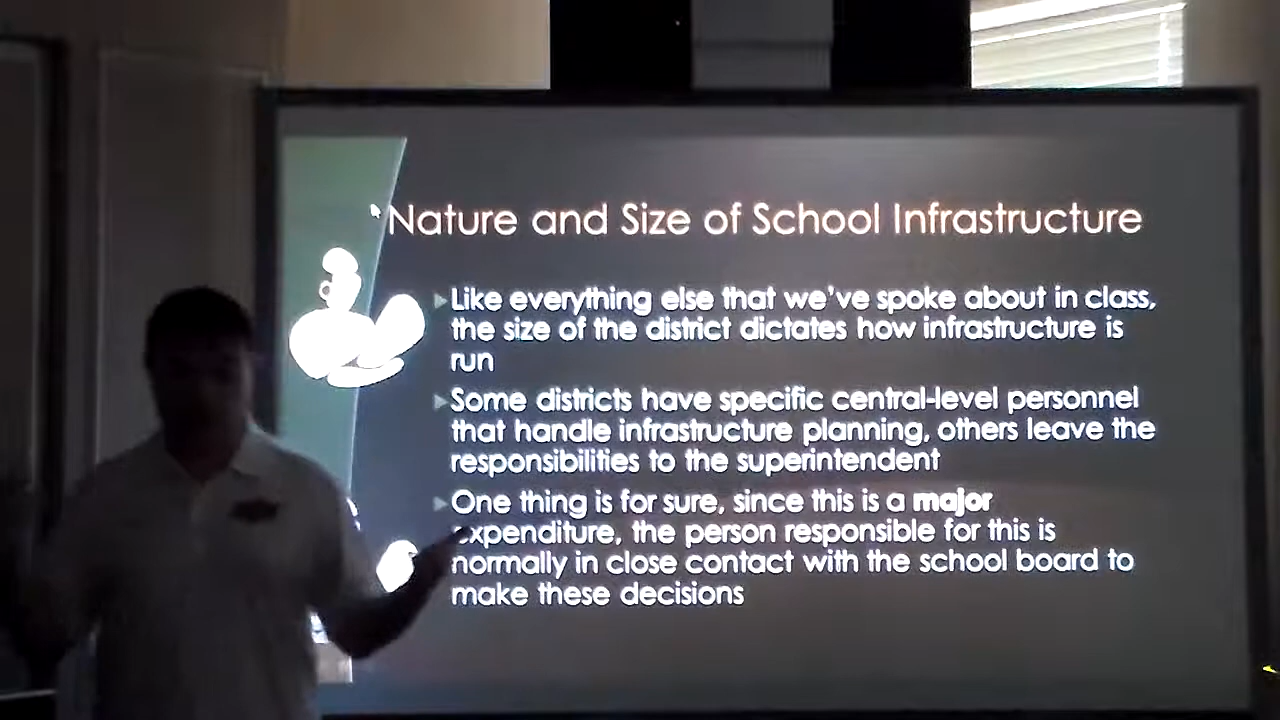 Nature and Size of School Infrastructure
Like everything else that we've spoke about in class,
the size of the district dictates how infrastructure is
run
Some districts have specific central-level personnel
that handle infrastructure planning, others leave the
responsibilities to the superintendent
One thing is for sure, since this is a major
expenditure, the person responsible for this is
normally in close contact with the school board to
make these decisions